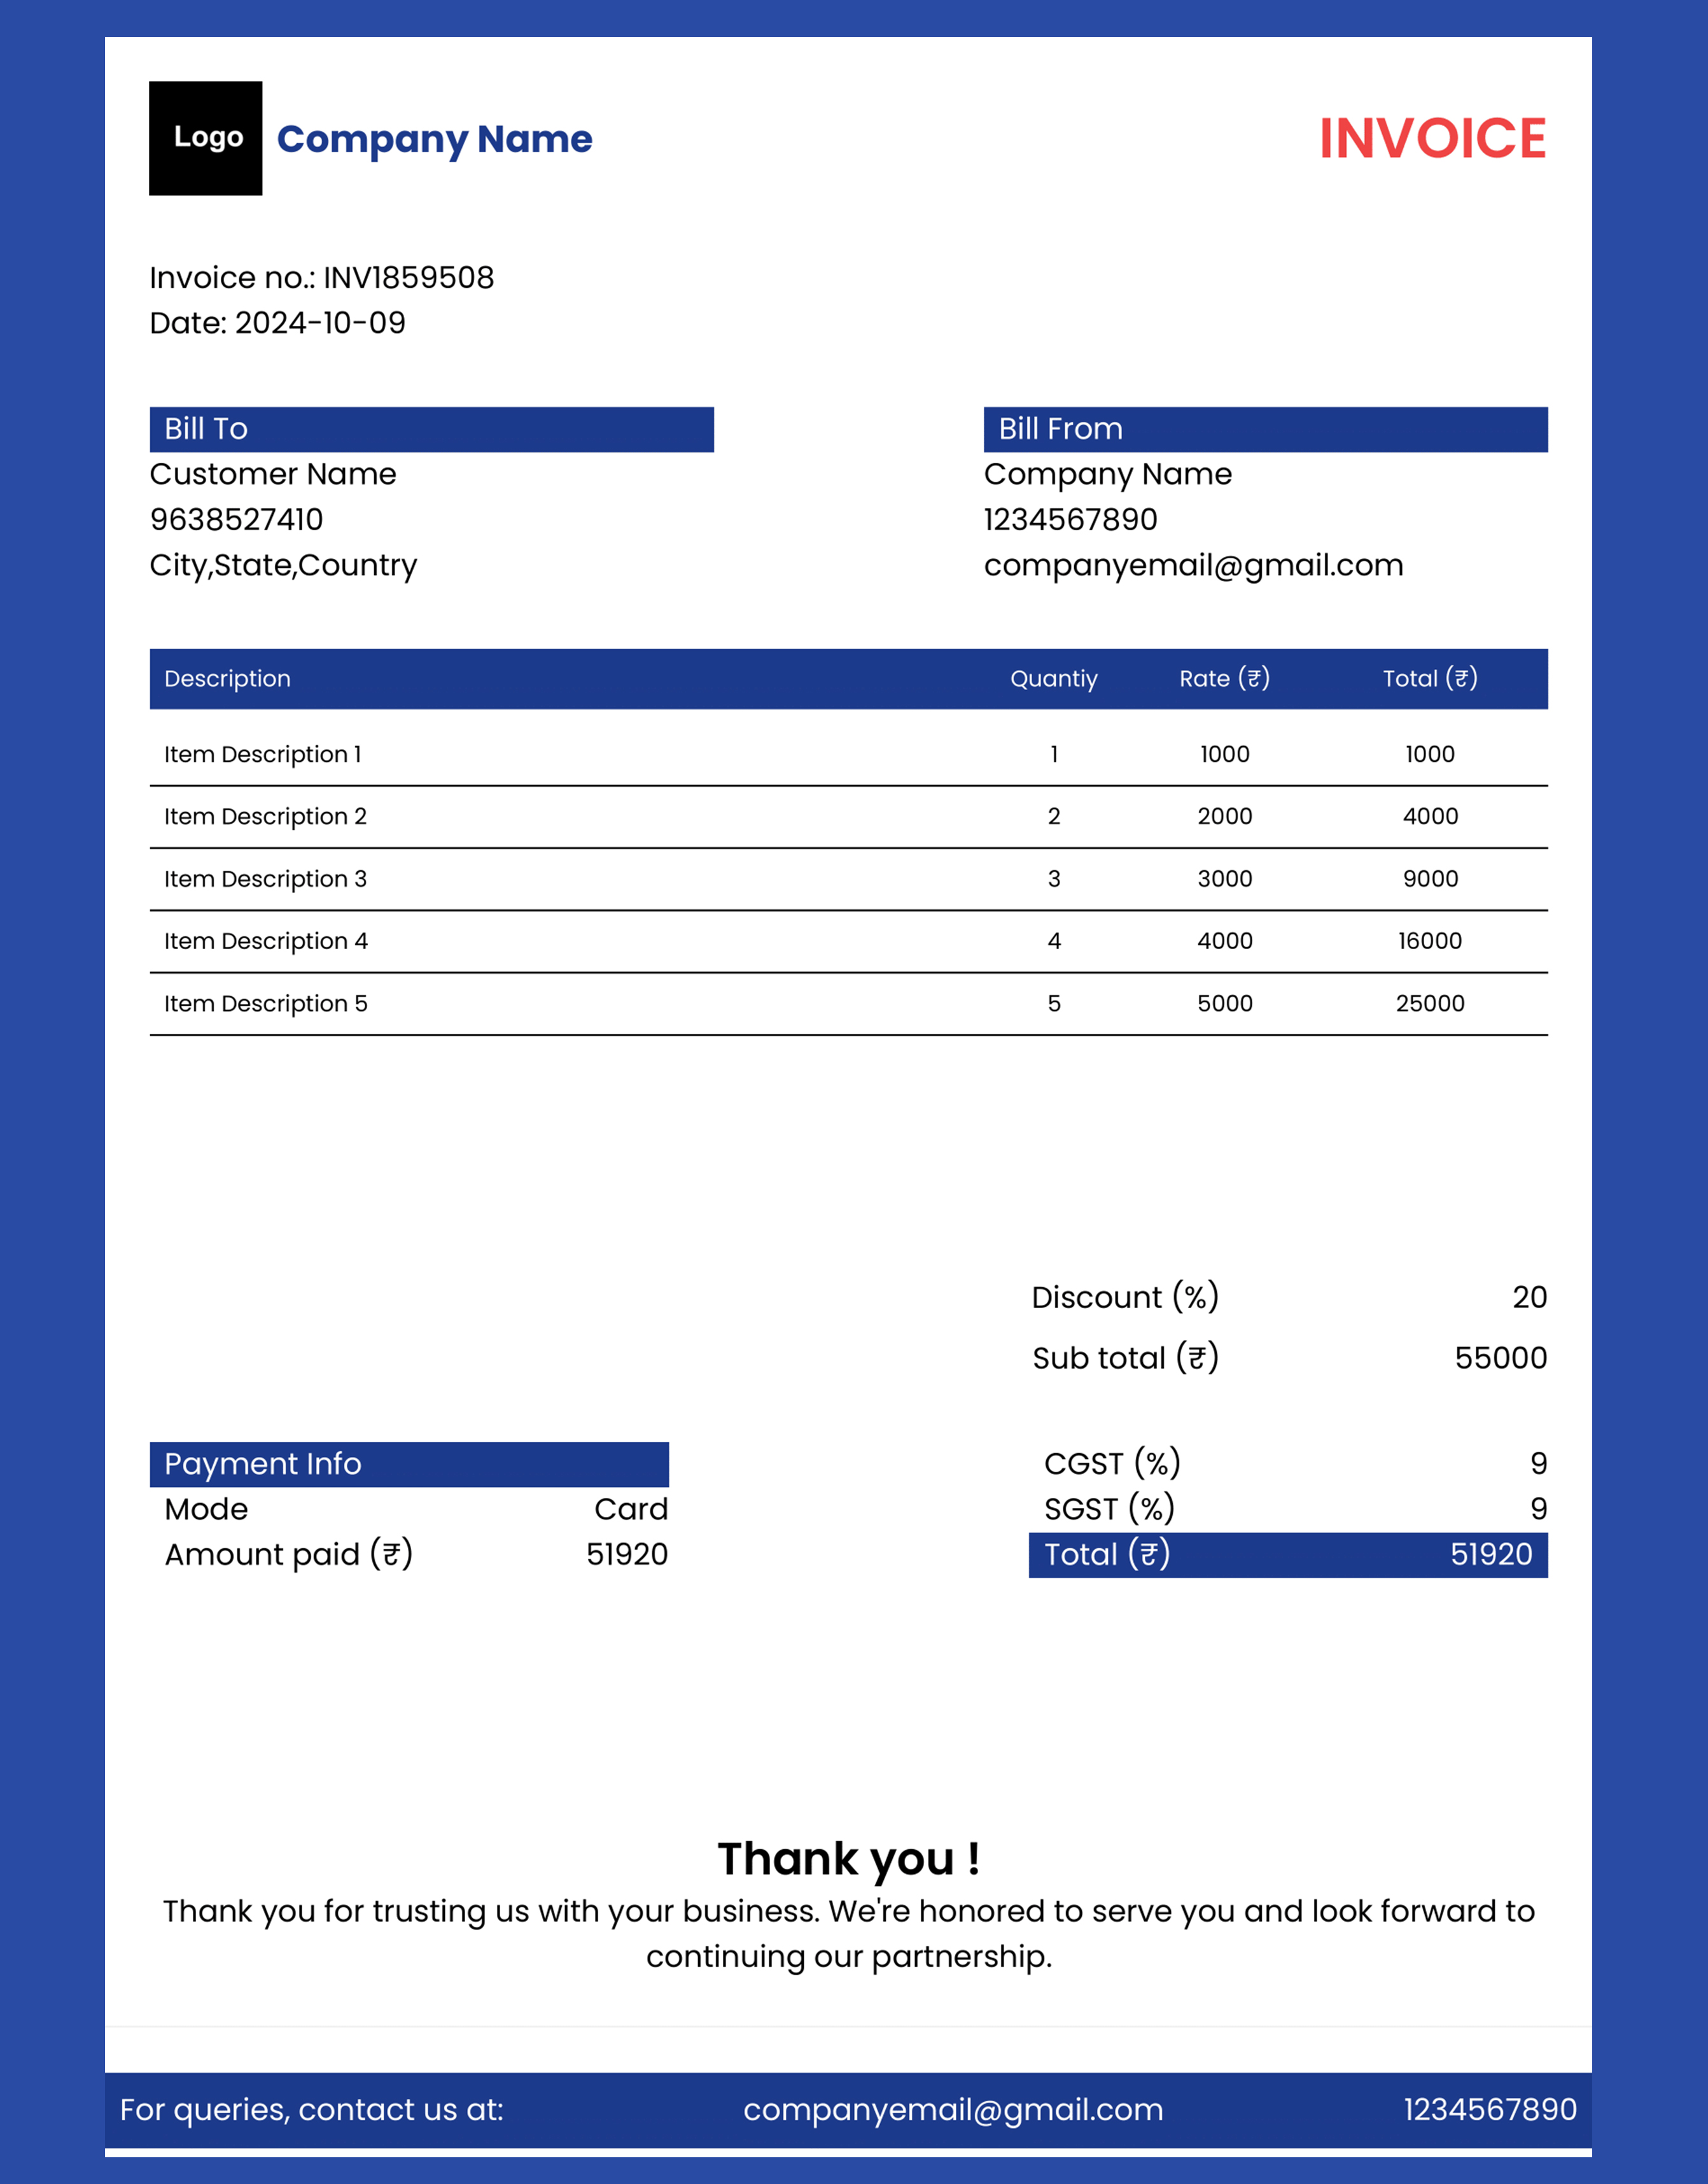 Logo Company Name INVOICE
Invoice no.: INV1859508
Date: 2024-10-09
Bill To
Customer Name
9638527410
City,State,Country
Bill From
Company Name
1234567890
companyemail@gmail.com
Description Quantiy Rate (₹) Total (₹)
Item Description 1 1 1000 1000
Item Description 2 2 2000 4000
Item Description 3 3 3000 9000
Item Description 4 4 4000 16000
Item Description 5 5 5000 25000
Discount (%) 20
Sub total (₹) 55000
Payment Info
Mode Card
Amount paid (₹) 51920
CGST (%) 9
SGST (%) 9
Total (₹) 51920
Thank you !
Thank you for trusting us with your business. We're honored to serve you and look forward to
continuing our partnership.
For queries, contact us at: companyemail@gmail.com 1234567890